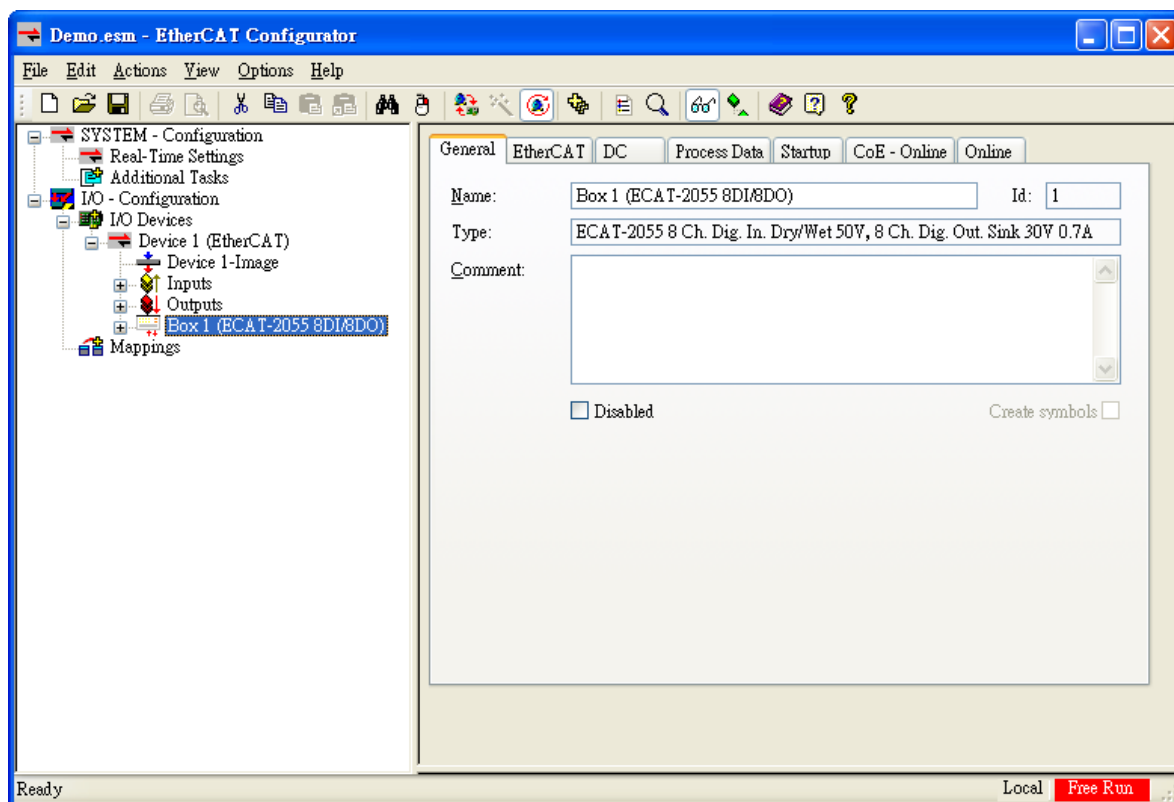 Demo.esm - EtherCAT Configurator
File Edit Actions View Options Help
SYSTEM - Configuration
Real-Time Settings
Additional Tasks
I/O - Configuration
I/O Devices
Device 1 (EtherCAT)
Device 1-Image
Inputs
Outputs
Box 1 (ECAT-2055 8DI/8DO)
Mappings
General EtherCAT DC Process Data Startup CoE - Online Online
Name: Box 1 (ECAT-2055 8DI/8DO) Id: 1
Type: ECAT-2055 8 Ch. Dig. In. Dry/Wet 50V, 8 Ch. Dig. Out. Sink 30V 0.7A
Comment:
Disabled Create symbols
Ready Local Free Run